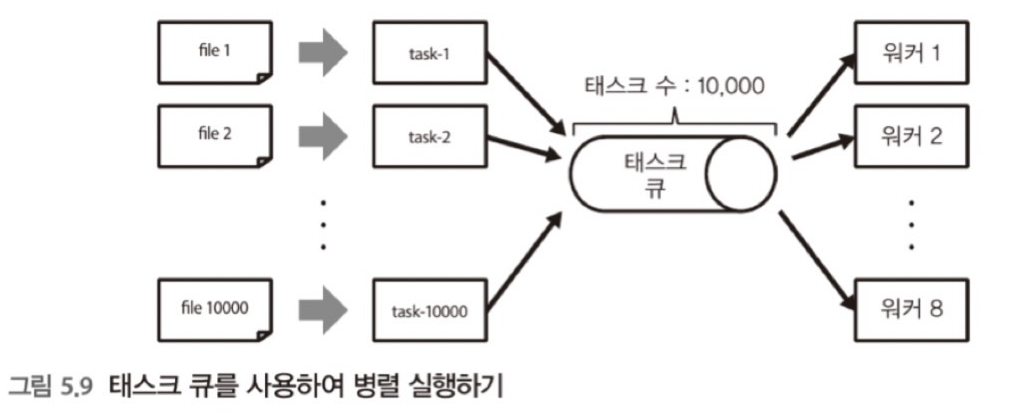 file 1
task-1
워커 1
태스크 수 : 10,000
file 2
task-2
태스크
큐
워커 2
file 10000
task-10000
워커 8
그림 5.9 태스크 큐를 사용하여 병렬 실행하기